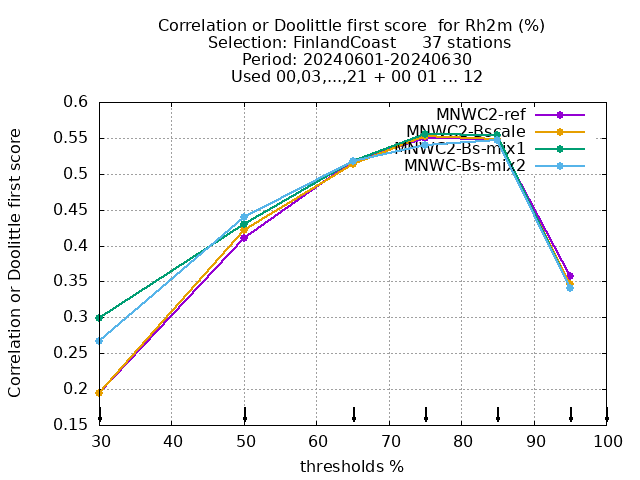 Correlation or Doolittle first score  for Rh2m (%)
Selection: FinlandCoast     37 stations
Period: 20240601-20240630
Used 00,03,...,21 + 00 01 ... 12
Correlation or Doolittle first score
0.6
0.55
0.5
0.45
0.4
0.35
0.3
0.25
0.2
0.15
MNWC2-ref
MNWC2-Bscale
MNWC2-Bs-mix1
MNWC-Bs-mix2
30 40 50 60 70 80 90 100
thresholds %